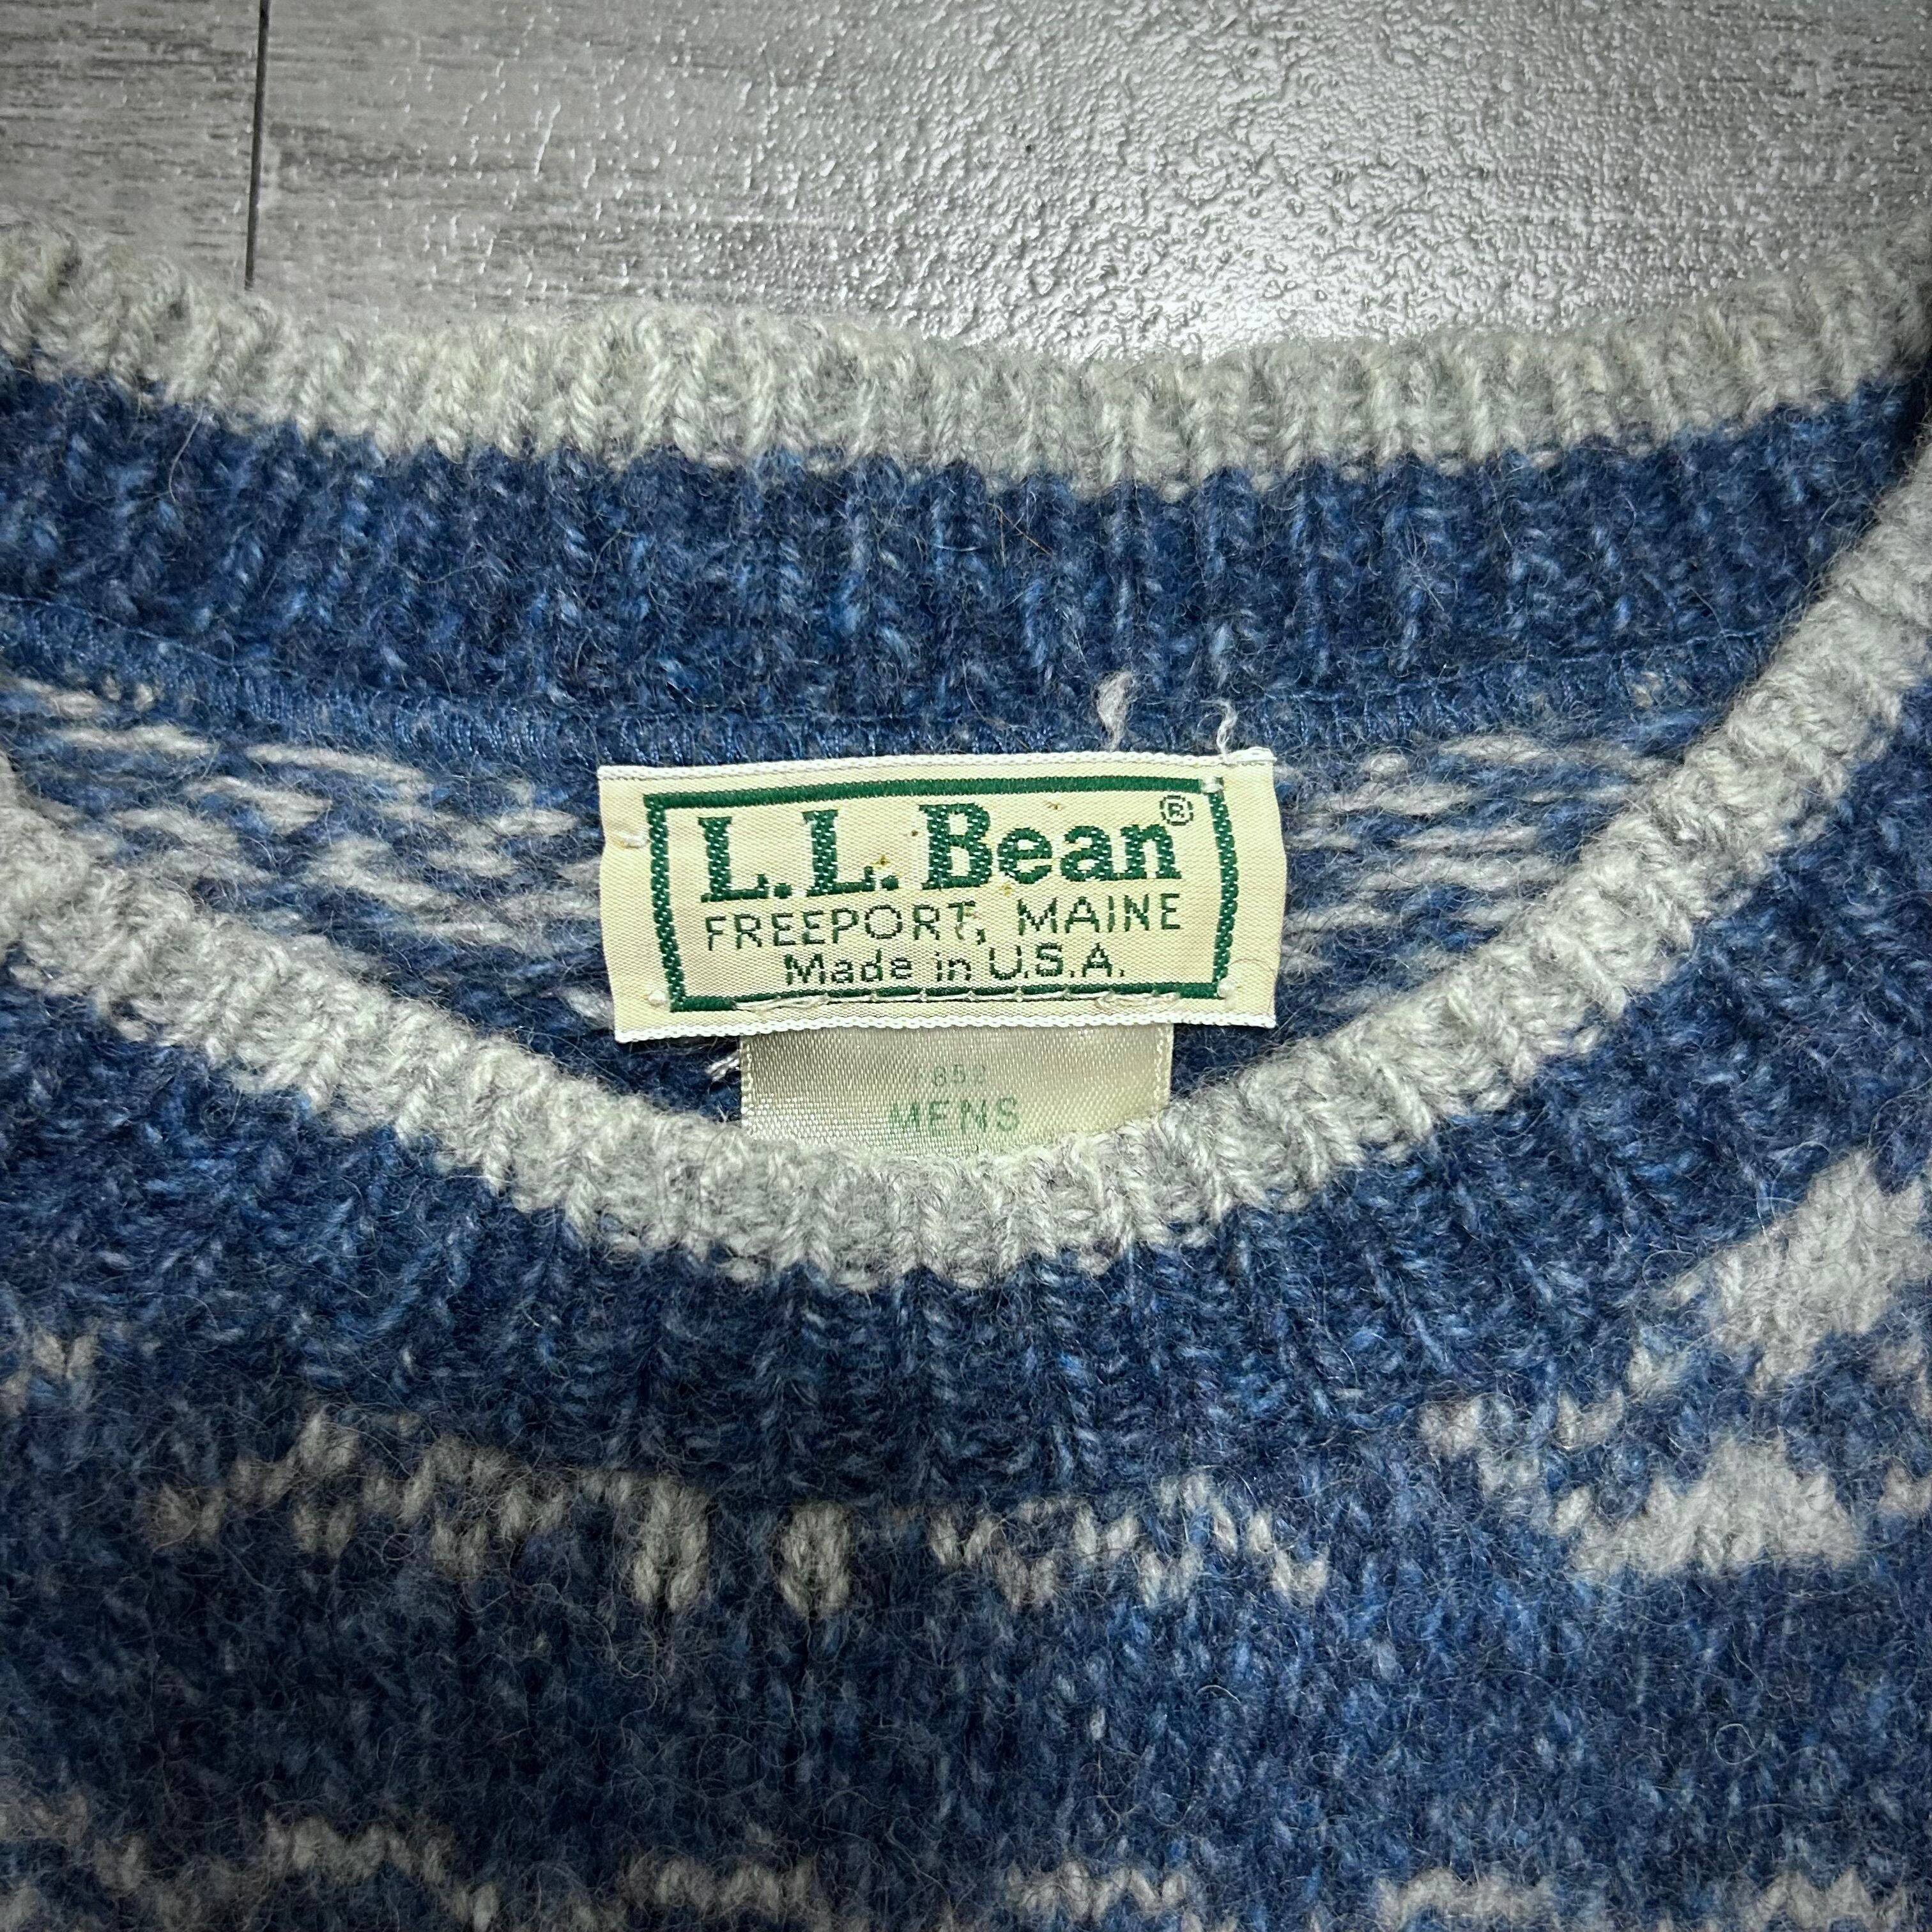 L.L.Bean®
FREEPORT, MAINE
Made in U.S.A.
MENS